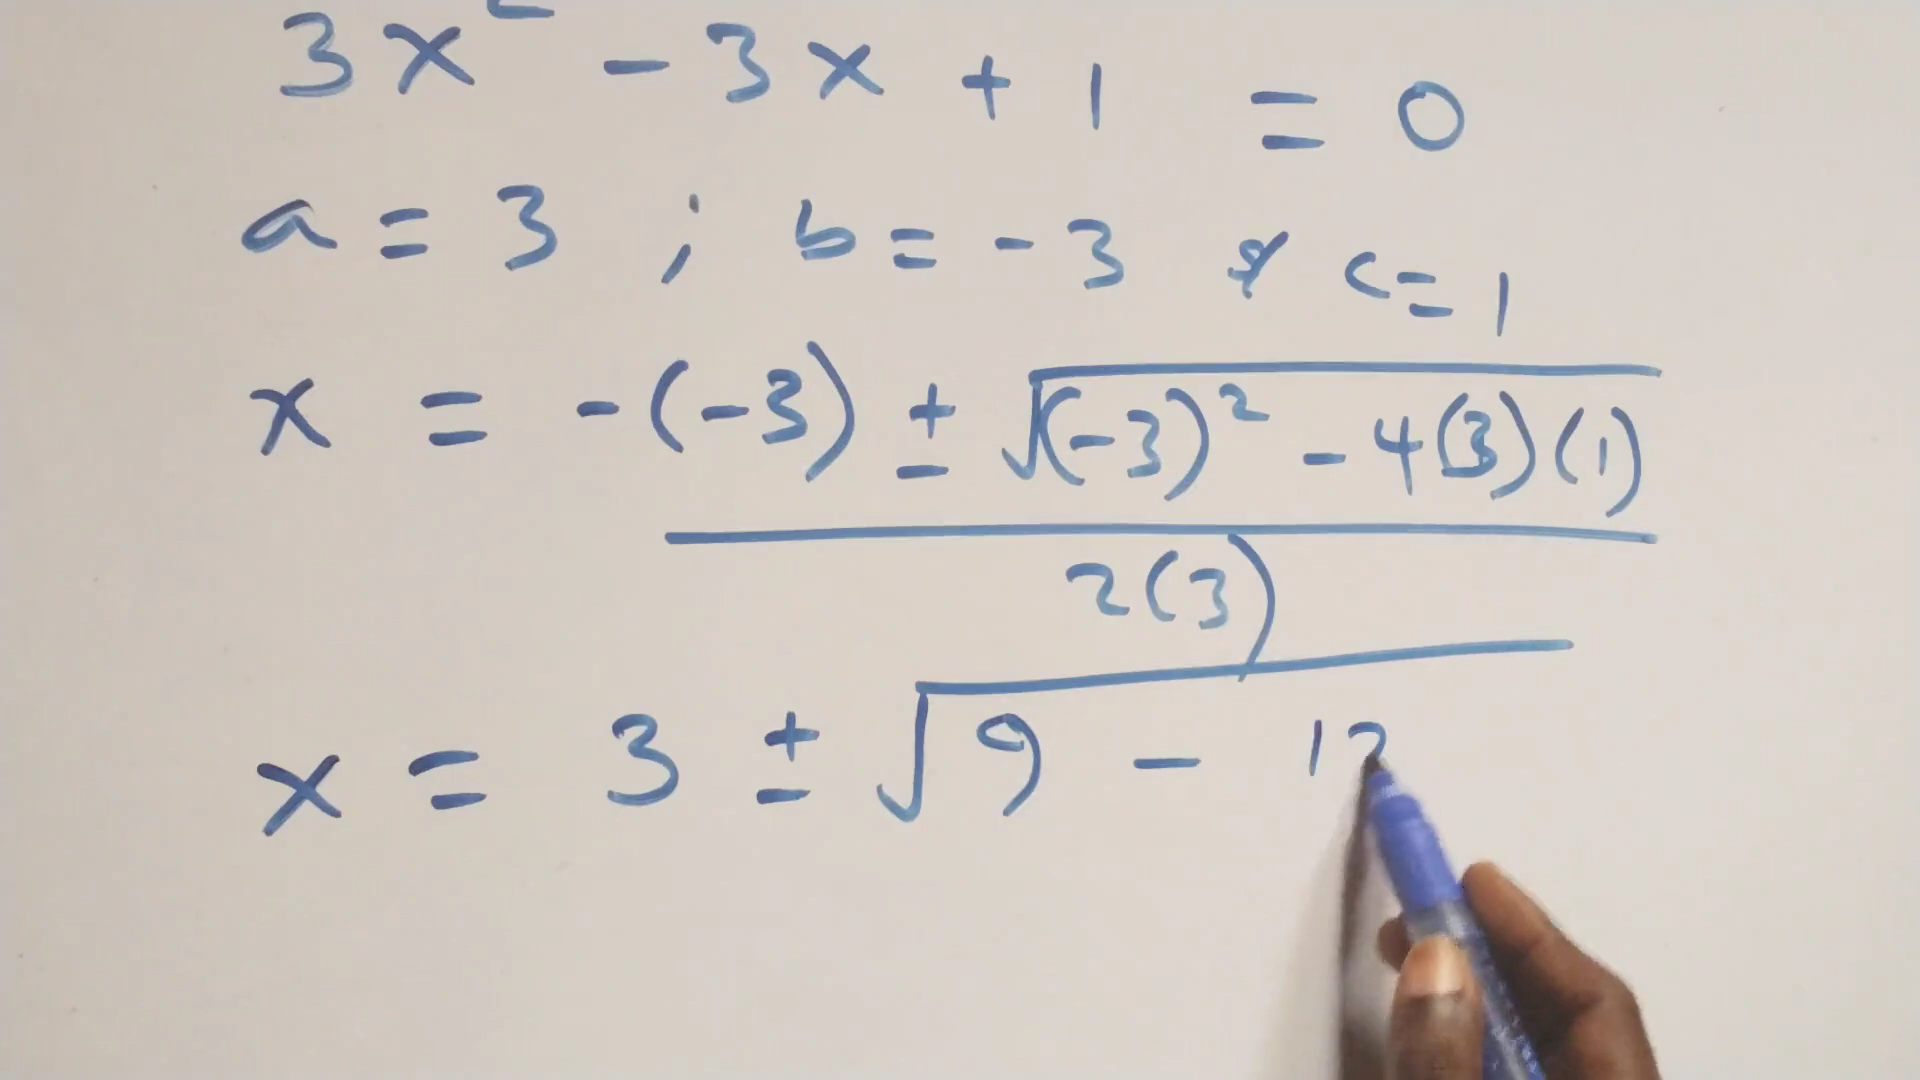 3x² - 3x + 1 = 0
a = 3 ; b = -3 & c = 1
x = -(-3) ± √(-3)² - 4(3)(1)
2(3)
x = 3 ± √9 - 12